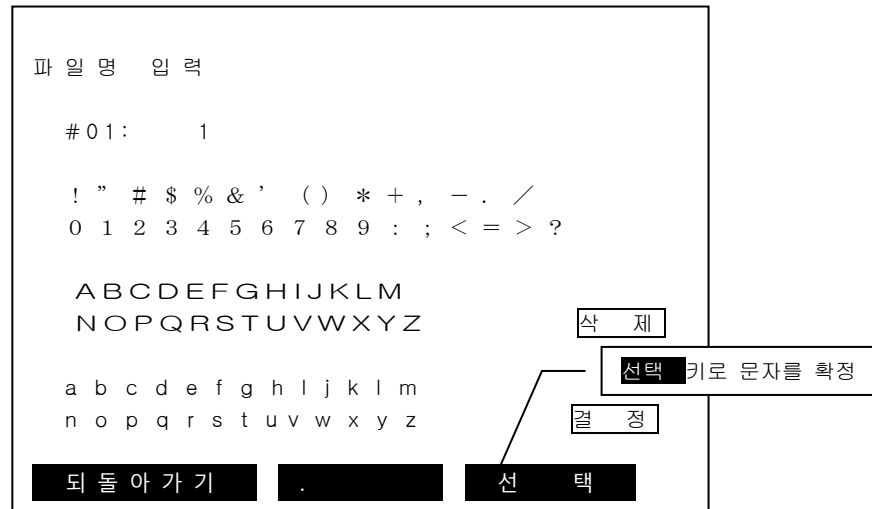 파일명 입력
#01: 1
! ” # $ % & ’ () * + , － . ／
0 1 2 3 4 5 6 7 8 9 : ; < = > ?
ABCDEFGHIJKLM
NOPQRSTUVWXYZ
삭 제
선택 키로 문자를 확정
a b c d e f g h l j k l m
n o p q r s t u v w x y z
결 정
되돌아가기 . 선 택